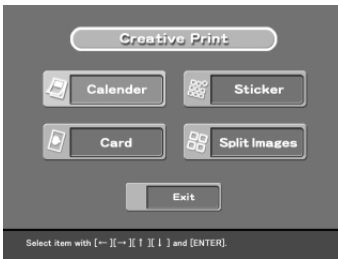 Creative Print
Calender
Sticker
Card
Split Images
Exit
Select item with [← ][→ ][ ↑ ][ ↓ ] and [ENTER].